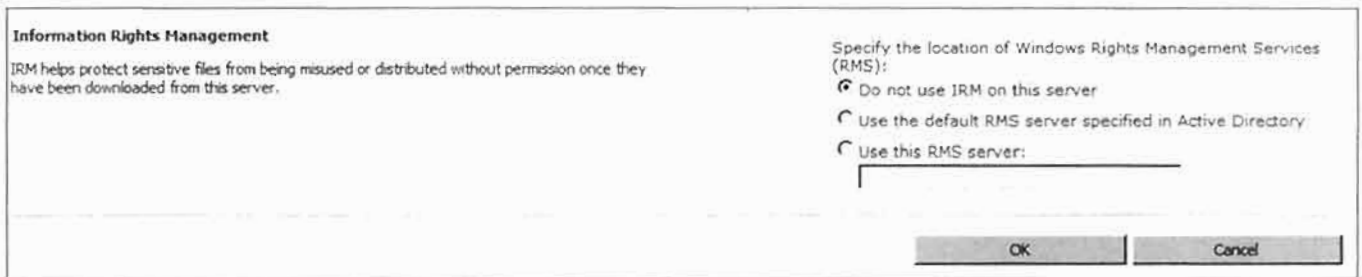 Information Rights Management
IRM helps protect sensitive files from being misused or distributed without permission once they
have been downloaded from this server.
Specify the location of Windows Rights Management Services
(RMS):
Do not use IRM on this server
Use the default RMS server specified in Active Directory
Use this RMS server:
OK
Cancel